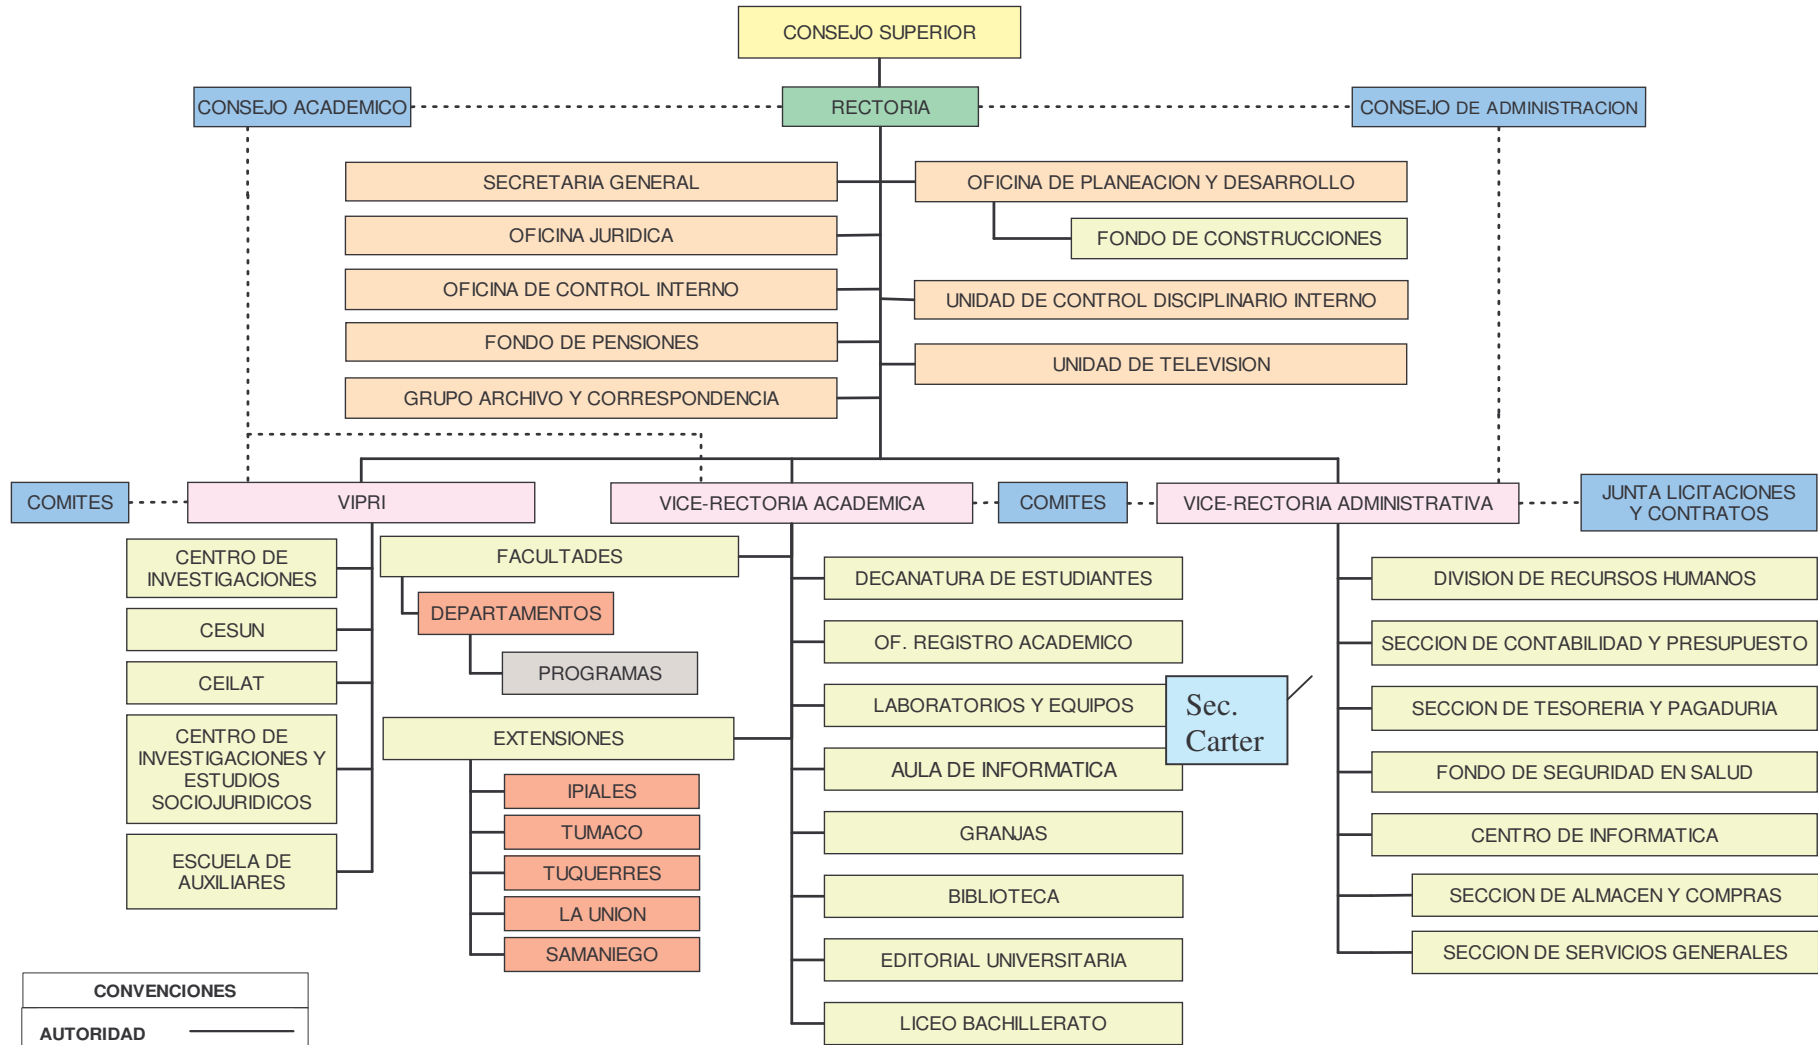 CONSEJO SUPERIOR
CONSEJO ACADEMICO
RECTORIA
CONSEJO DE ADMINISTRACION
SECRETARIA GENERAL
OFICINA DE PLANEACION Y DESARROLLO
OFICINA JURIDICA
FONDO DE CONSTRUCCIONES
OFICINA DE CONTROL INTERNO
UNIDAD DE CONTROL DISCIPLINARIO INTERNO
FONDO DE PENSIONES
UNIDAD DE TELEVISION
GRUPO ARCHIVO Y CORRESPONDENCIA
COMITES
VIPRI
VICE-RECTORIA ACADEMICA
COMITES
VICE-RECTORIA ADMINISTRATIVA
JUNTA LICITACIONES
Y CONTRATOS
CENTRO DE
INVESTIGACIONES
CESUN
CEILAT
CENTRO DE
INVESTIGACIONES Y
ESTUDIOS
SOCIOJURIDICOS
ESCUELA DE
AUXILIARES
FACULTADES
DEPARTAMENTOS
PROGRAMAS
EXTENSIONES
IPIALES
TUMACO
TUQUERRES
LA UNION
SAMANIEGO
DECANATURA DE ESTUDIANTES
OF. REGISTRO ACADEMICO
LABORATORIOS Y EQUIPOS
AULA DE INFORMATICA
GRANJAS
BIBLIOTECA
EDITORIAL UNIVERSITARIA
LICEO BACHILLERATO
Sec.
Carter
DIVISION DE RECURSOS HUMANOS
SECCION DE CONTABILIDAD Y PRESUPUESTO
SECCION DE TESORERIA Y PAGADURIA
FONDO DE SEGURIDAD EN SALUD
CENTRO DE INFORMATICA
SECCION DE ALMACEN Y COMPRAS
SECCION DE SERVICIOS GENERALES
CONVENCIONES
AUTORIDAD